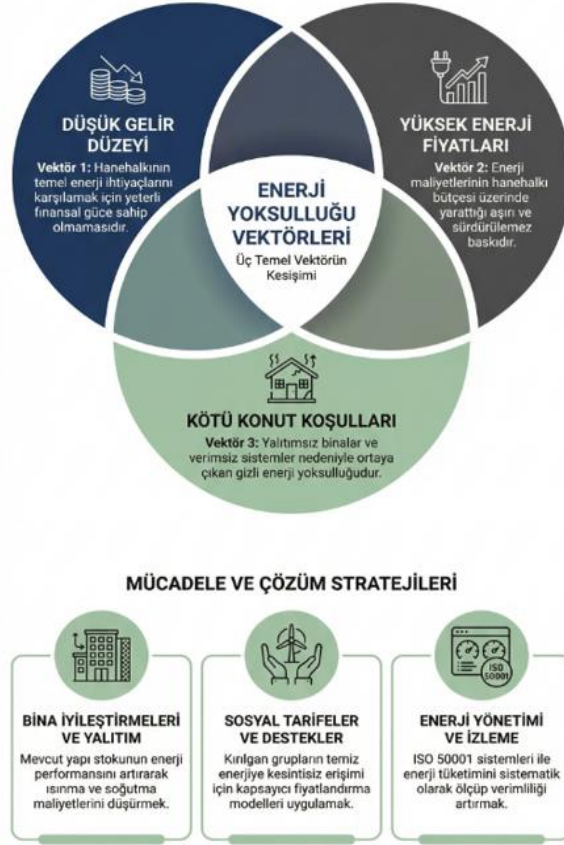 DÜŞÜK GELİR
DÜZEYİ
Vektör 1: Hanehalkının
temel enerji ihtiyaçlarını
karşılamak için yeterli
finansal güce sahip
olmamasıdır.
YÜKSEK ENERJİ
FİYATLARI
Vektör 2: Enerji
maliyetlerinin hanehalkı
bütçesi üzerinde
yarattığı aşırı ve
sürdürülemez
baskıdır.
ENERJİ
YOKSULLUĞU
VEKTÖRLERİ
Üç Temel Vektörün
Kesişimi
KÖTÜ KONUT KOŞULLARI
Vektör 3: Yalıtımsız binalar ve
verimsiz sistemler nedeniyle ortaya
çıkan gizli enerji yoksulluğudur.
MÜCADELE VE ÇÖZÜM STRATEJİLERİ
BİNA İYİLEŞTİRMELERİ
VE YALITIM
Mevcut yapı stokunun enerji
performansını artırarak
ısınma ve soğutma
maliyetlerini düşürmek.
SOSYAL TARİFELER
VE DESTEKLER
Kırılgan grupların temiz
enerjiye kesintisiz erişimi
için kapsayıcı fiyatlandırma
modelleri uygulamak.
ISO
50001
ENERJİ YÖNETİMİ
VE İZLEME
ISO 50001 sistemleri ile
enerji tüketimini sistematik
olarak ölçüp verimliliği
artırmak.